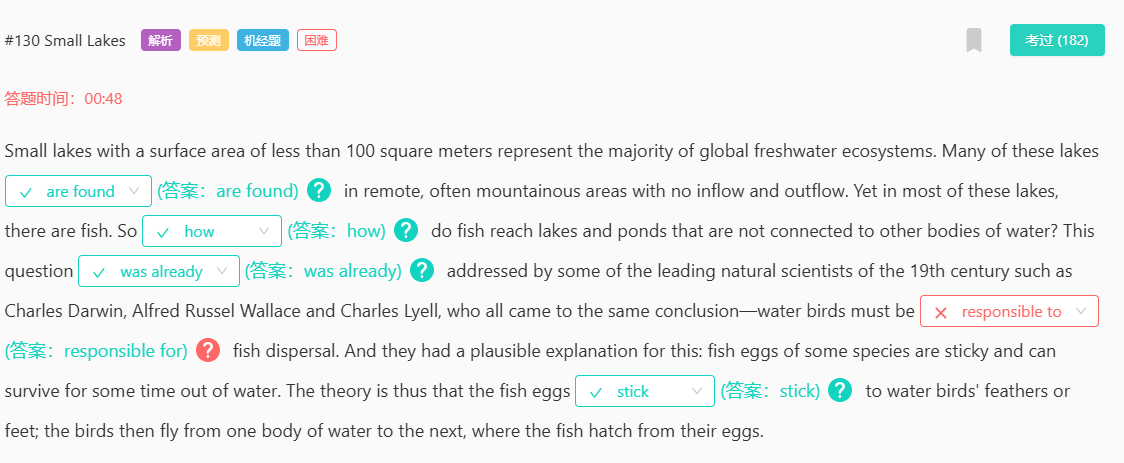 #130 Small Lakes 解析 预测 机经题 困难 考过 (182)
答题时间：00:48
Small lakes with a surface area of less than 100 square meters represent the majority of global freshwater ecosystems. Many of these lakes
are found (答案：are found) ? in remote, often mountainous areas with no inflow and outflow. Yet in most of these lakes,
there are fish. So how (答案：how) ? do fish reach lakes and ponds that are not connected to other bodies of water? This
question was already (答案：was already) ? addressed by some of the leading natural scientists of the 19th century such as
Charles Darwin, Alfred Russel Wallace and Charles Lyell, who all came to the same conclusion—water birds must be responsible to
(答案：responsible for) ? fish dispersal. And they had a plausible explanation for this: fish eggs of some species are sticky and can
survive for some time out of water. The theory is thus that the fish eggs stick (答案：stick) ? to water birds' feathers or
feet; the birds then fly from one body of water to the next, where the fish hatch from their eggs.